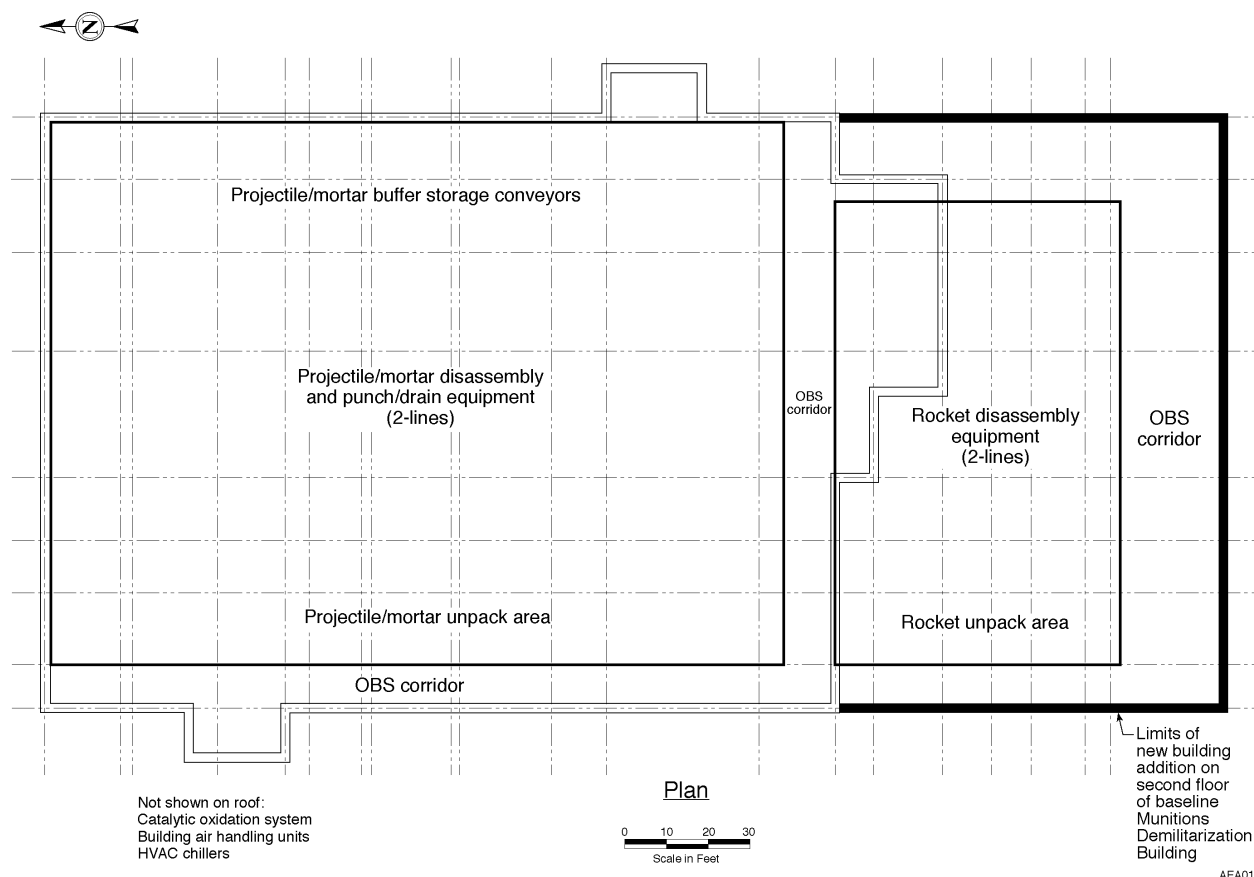 N
Projectile/mortar buffer storage conveyors
Projectile/mortar disassembly
and punch/drain equipment
(2-lines)
OBS
corridor
Rocket disassembly
equipment
(2-lines)
OBS
corridor
Projectile/mortar unpack area
Rocket unpack area
OBS corridor
Limits of
new building
addition on
second floor
of baseline
Munitions
Demilitarization
Building
Plan
Not shown on roof:
Catalytic oxidation system
Building air handling units
HVAC chillers
0 10 20 30
Scale in Feet